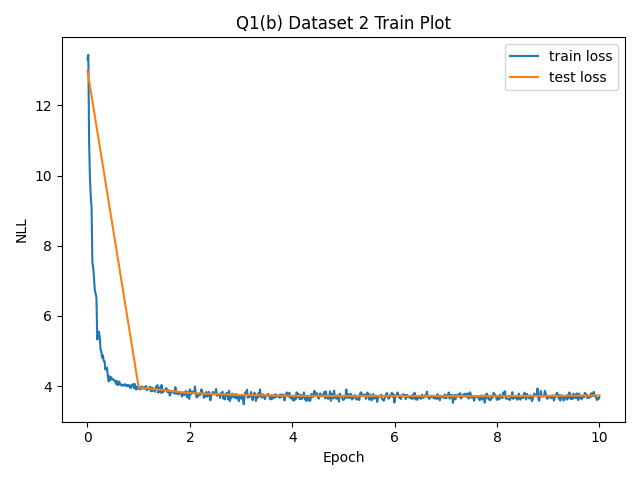 Q1(b) Dataset 2 Train Plot
train loss
test loss
NLL
12
10
8
6
4
0 2 4 6 8 10
Epoch